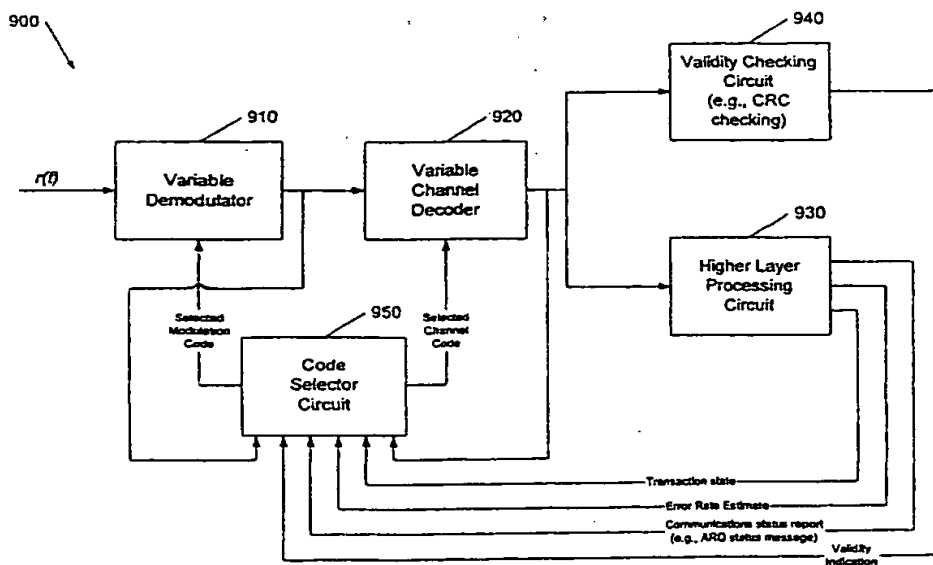 900
940
Validity Checking
Circuit
(e.g., CRC
checking)
910
920
r(t)
Variable
Demodulator
Variable
Channel
Decoder
930
Higher Layer
Processing
Circuit
Selected
Modulation
Code
950
Selected
Channel
Code
Code
Selector
Circuit
Transaction state
Error Rate Estimate
Communications status report
(e.g., ARQ status message)
Validity
Indication